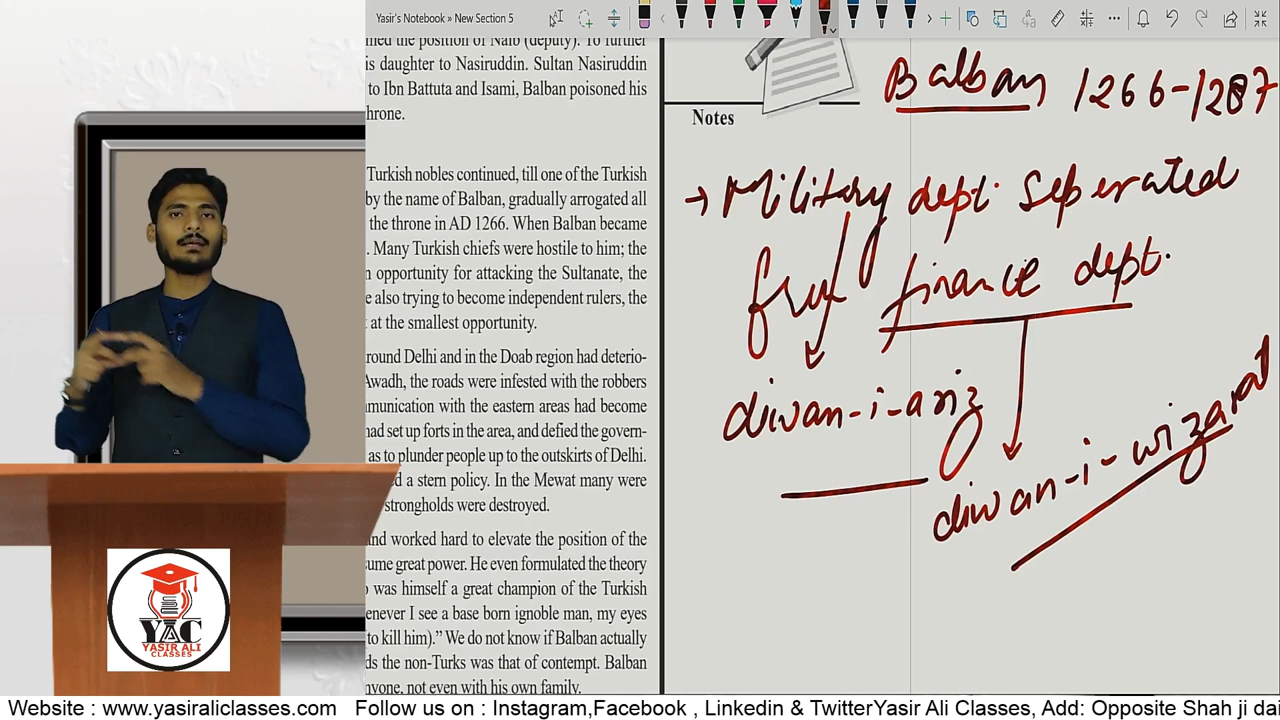 Yasir's Notebook » New Section 5
med the position of Naib (deputy). To further
is daughter to Nasiruddin. Sultan Nasiruddin
to Ibn Battuta and Isami, Balban poisoned his
hrone.
Turkish nobles continued, till one of the Turkish
by the name of Balban, gradually arrogated all
the throne in AD 1266. When Balban became
. Many Turkish chiefs were hostile to him; the
n opportunity for attacking the Sultanate, the
e also trying to become independent rulers, the
at the smallest opportunity.
round Delhi and in the Doab region had deterio-
Awadh, the roads were infested with the robbers
munication with the eastern areas had become
had set up forts in the area, and defied the govern-
as to plunder people up to the outskirts of Delhi.
d a stern policy. In the Mewat many were
strongholds were destroyed.
and worked hard to elevate the position of the
ume great power. He even formulated the theory
o was himself a great champion of the Turkish
enever I see a base born ignoble man, my eyes
to kill him)." We do not know if Balban actually
ds the non-Turks was that of contempt. Balban
nyone, not even with his own family.
Notes
Balban 1266-1287
→ Military dept. seperated
from finance dept.
diwan-i-ariz
diwan-i-wizarat
YAC
YASIR ALI
CLASSES
Website : www.yasiraliclasses.com Follow us on : Instagram,Facebook , Linkedin & TwitterYasir Ali Classes, Add: Opposite Shah ji da